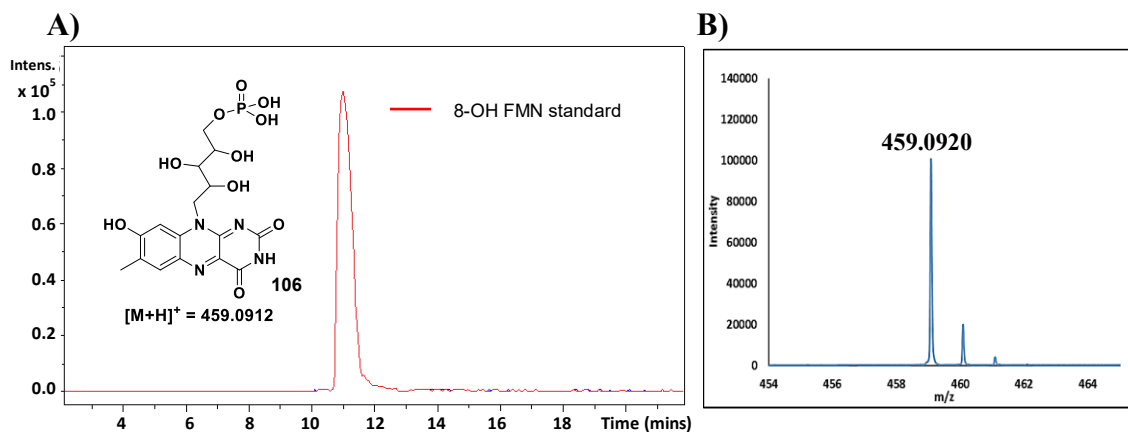 A)
Intens.
x 10^5
1.0
0.8
0.6
0.4
0.2
0.0
4 6 8 10 12 14 16 18 Time (mins)
8-OH FMN standard
O
O P OH
OH
OH
HO
OH
HO N N O
N NH
O
106
[M+H]+ = 459.0912
B)
140000
120000
100000
80000
60000
40000
20000
0
Intensity
459.0920
454 456 458 460 462 464
m/z